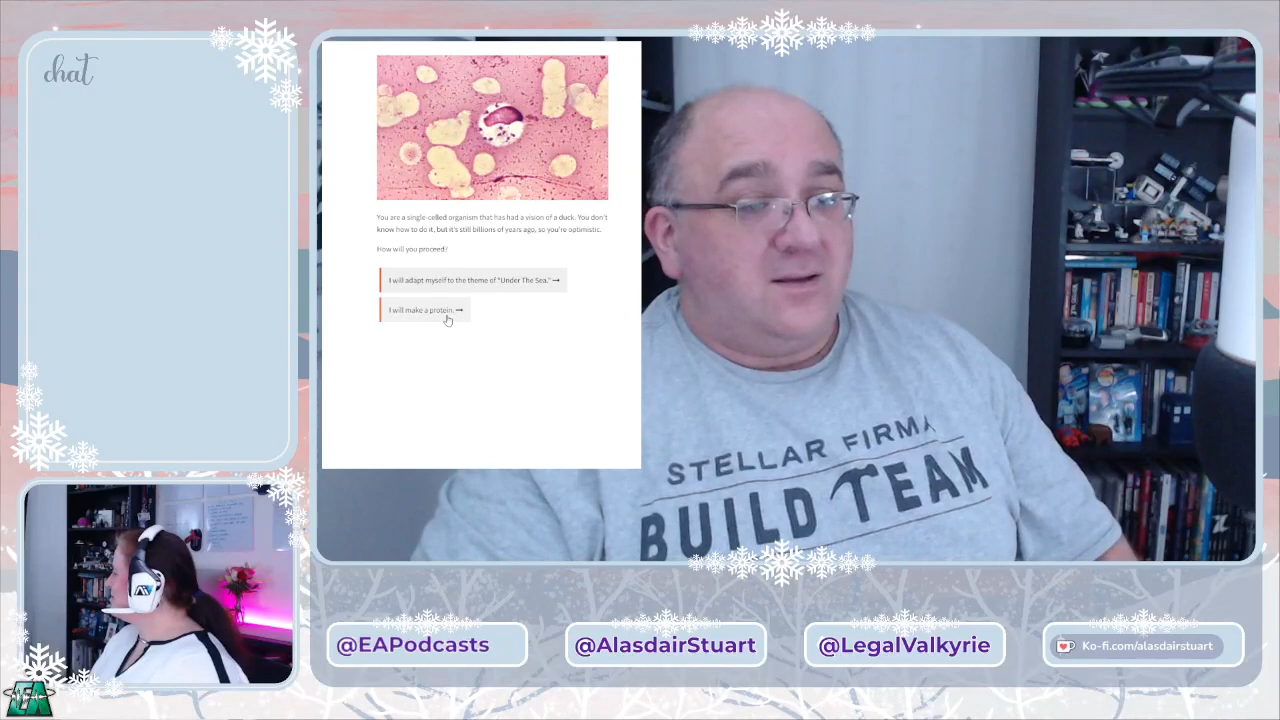 chat
You are a single-celled organism that has had a vision of a duck. You don't
know how to do it, but it's still billions of years ago, so you're optimistic.
How will you proceed?
I will adapt myself to the theme of "Under The Sea." →
I will make a protein. →
STELLAR FIRMA
BUILD TEAM
@EAPodcasts
@AlasdairStuart
@LegalValkyrie
Ko-fi.com/alasdairstuart
EA